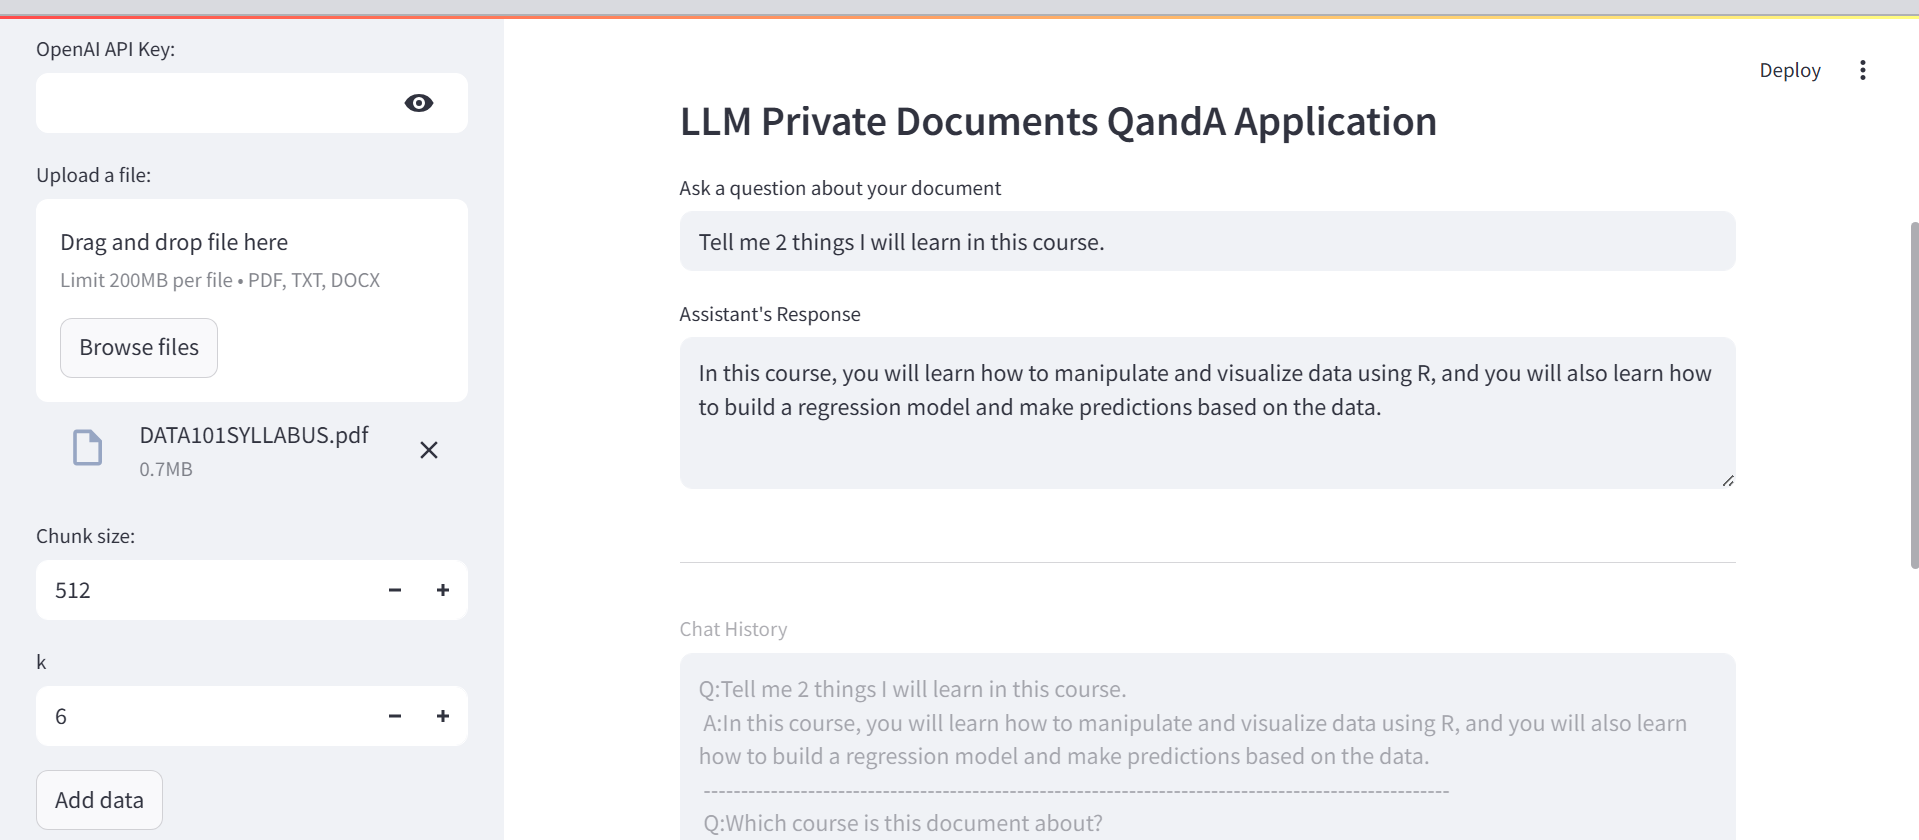 OpenAI API Key:
Upload a file:
Drag and drop file here
Limit 200MB per file • PDF, TXT, DOCX
Browse files
DATA101SYLLABUS.pdf
0.7MB
Chunk size:
512
k
6
Add data
Deploy
LLM Private Documents QandA Application
Ask a question about your document
Tell me 2 things I will learn in this course.
Assistant's Response
In this course, you will learn how to manipulate and visualize data using R, and you will also learn how
to build a regression model and make predictions based on the data.
Chat History
Q:Tell me 2 things I will learn in this course.
A:In this course, you will learn how to manipulate and visualize data using R, and you will also learn
how to build a regression model and make predictions based on the data.
----------------------------------------------------------------------------------------------------
Q:Which course is this document about?